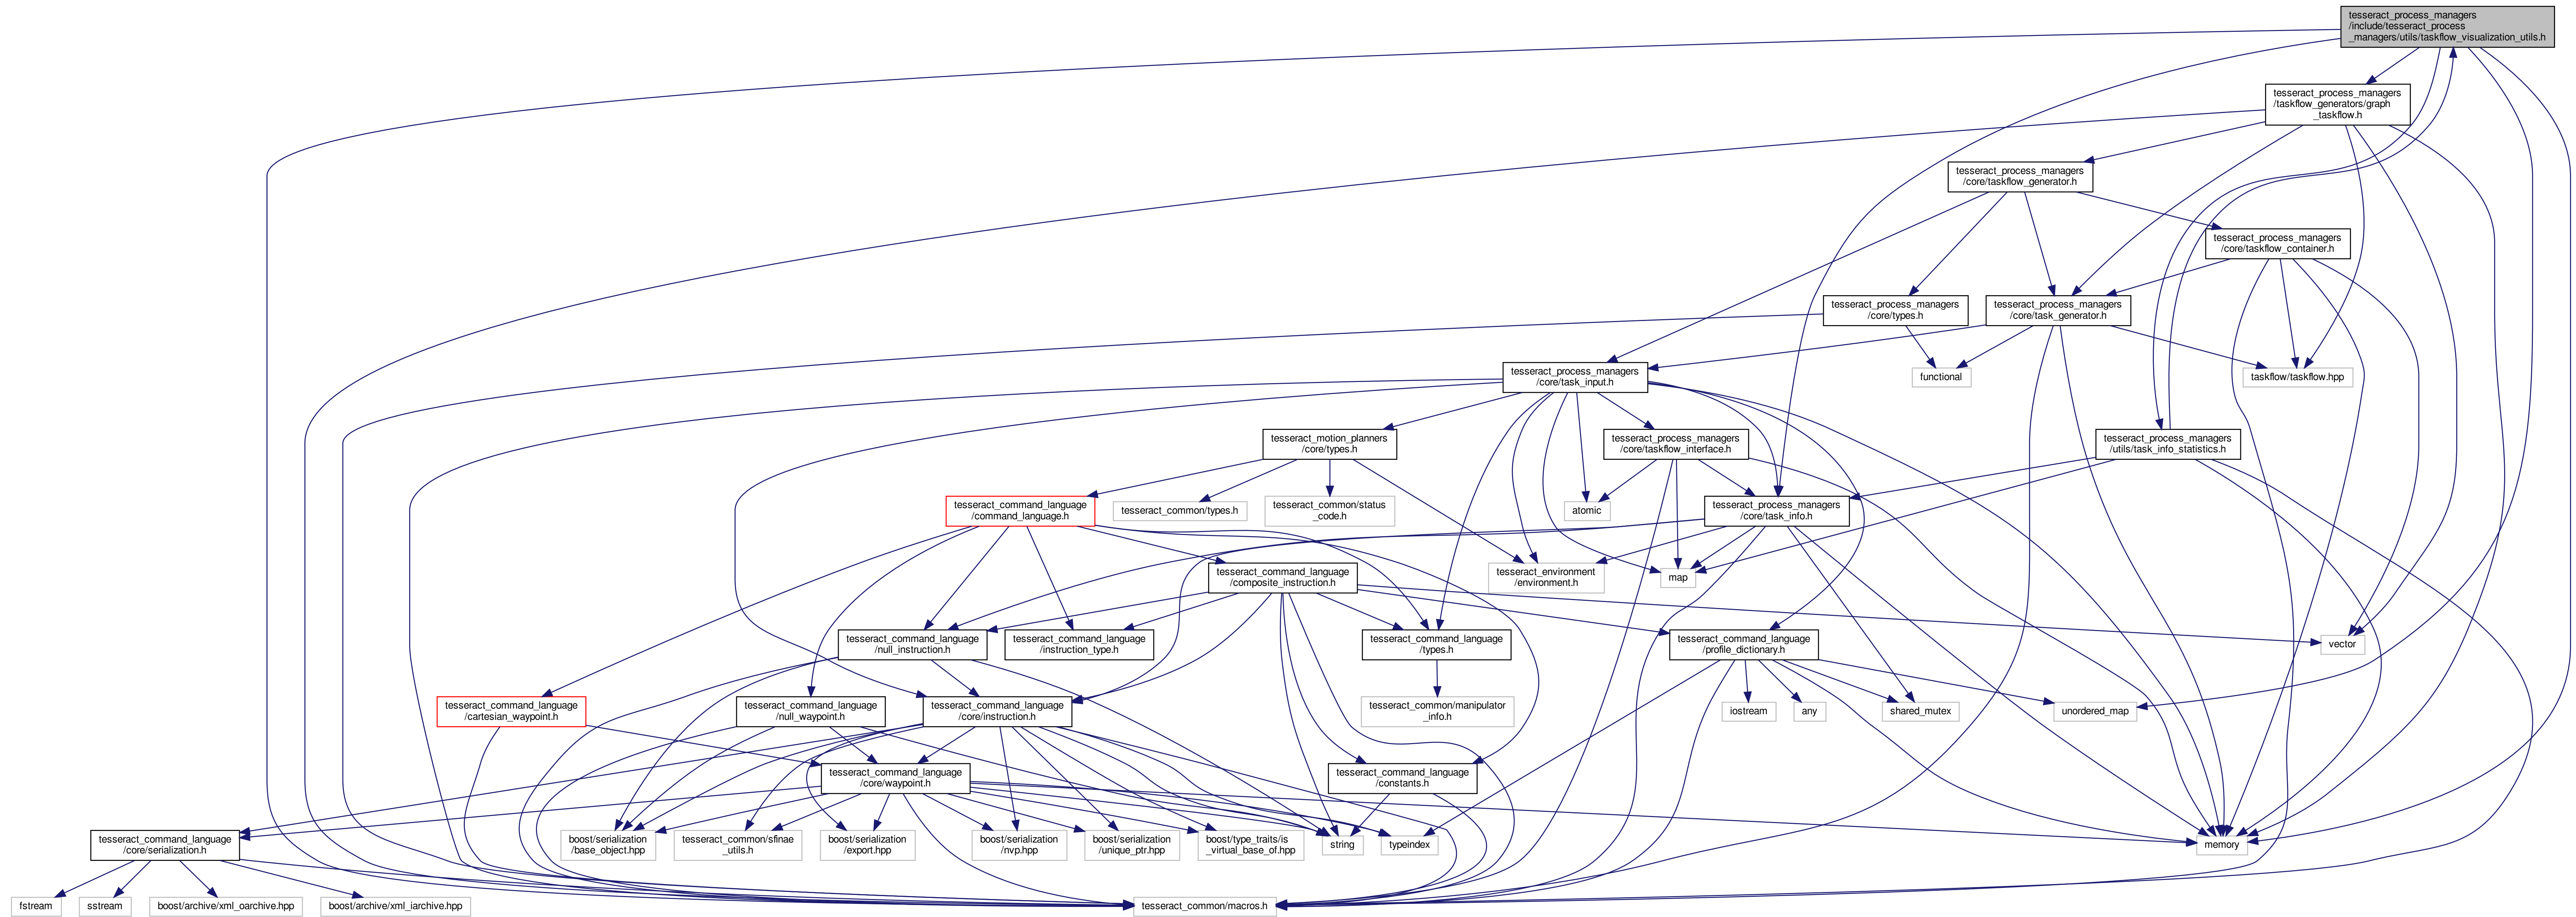 tesseract_process_managers
/include/tesseract_process
_managers/utils/taskflow_visualization_utils.h
tesseract_process_managers
/taskflow_generators/graph
_taskflow.h
tesseract_process_managers
/core/taskflow_generator.h
tesseract_process_managers
/core/taskflow_container.h
tesseract_process_managers
/core/types.h
tesseract_process_managers
/core/task_generator.h
tesseract_process_managers
/core/task_input.h
functional
taskflow/taskflow.hpp
tesseract_motion_planners
/core/types.h
tesseract_process_managers
/core/taskflow_interface.h
tesseract_process_managers
/utils/task_info_statistics.h
tesseract_command_language
/command_language.h
tesseract_common/types.h
tesseract_common/status
_code.h
atomic
tesseract_process_managers
/core/task_info.h
tesseract_command_language
/composite_instruction.h
tesseract_environment
/environment.h
map
tesseract_command_language
/null_instruction.h
tesseract_command_language
/instruction_type.h
tesseract_command_language
/types.h
tesseract_command_language
/profile_dictionary.h
vector
tesseract_command_language
/cartesian_waypoint.h
tesseract_command_language
/null_waypoint.h
tesseract_command_language
/core/instruction.h
tesseract_common/manipulator
_info.h
iostream
any
shared_mutex
unordered_map
tesseract_command_language
/core/waypoint.h
tesseract_command_language
/constants.h
tesseract_command_language
/core/serialization.h
boost/serialization
/base_object.hpp
tesseract_common/sfinae
_utils.h
boost/serialization
/export.hpp
boost/serialization
/nvp.hpp
boost/serialization
/unique_ptr.hpp
boost/type_traits/is
_virtual_base_of.hpp
string
typeindex
memory
fstream
sstream
boost/archive/xml_oarchive.hpp
boost/archive/xml_iarchive.hpp
tesseract_common/macros.h